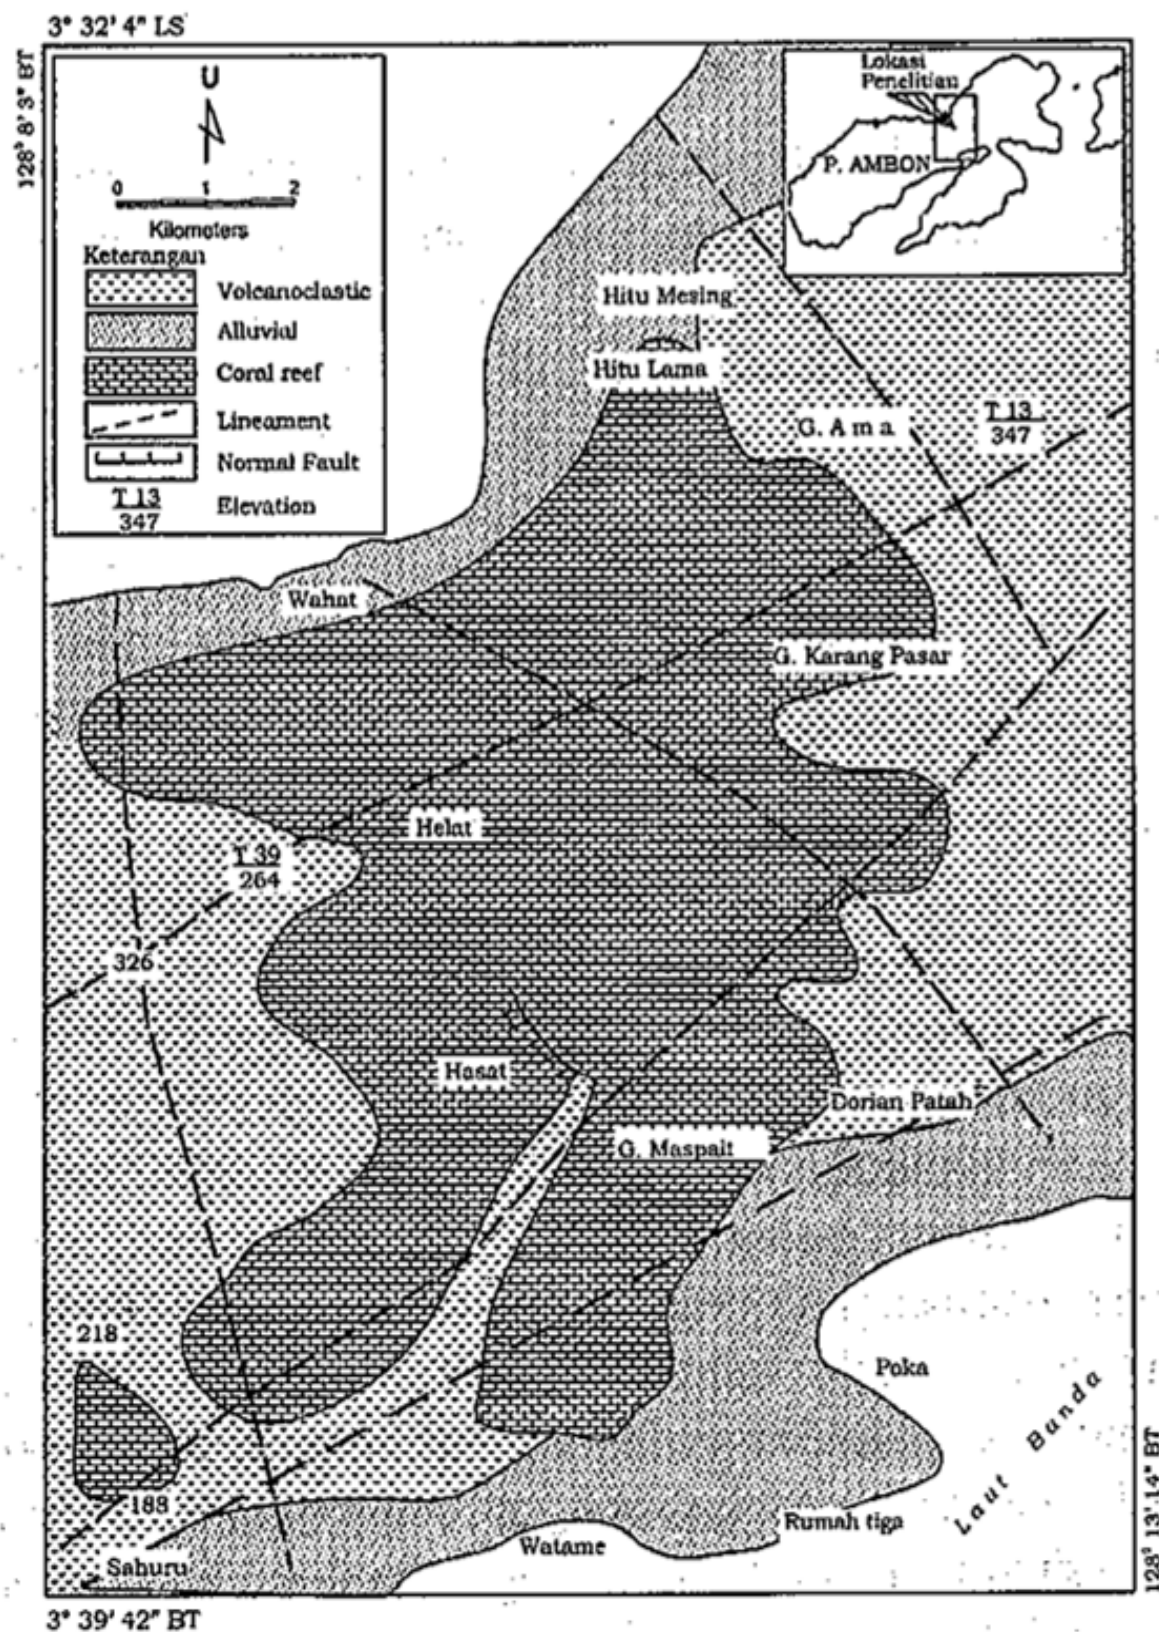 3° 32' 4" LS
128° 8' 3" BT
U
0 1 2
Kilometers
Keterangan
Volcanoclastic
Alluvial
Coral reef
Lineament
Normal Fault
T 13
347
Elevation
Lokasi
Penelitian
P. AMBON
Hitu Mesing
Hitu Lama
G. Ama
T 13
347
Wahat
G. Karang Pasar
Helat
T 39
264
326
Hasat
Dorian Patah
G. Maspait
218
Poka
Laut Banda
188
Rumah tiga
Watame
Sahuru
128° 13' 14" BT
3° 39' 42" BT